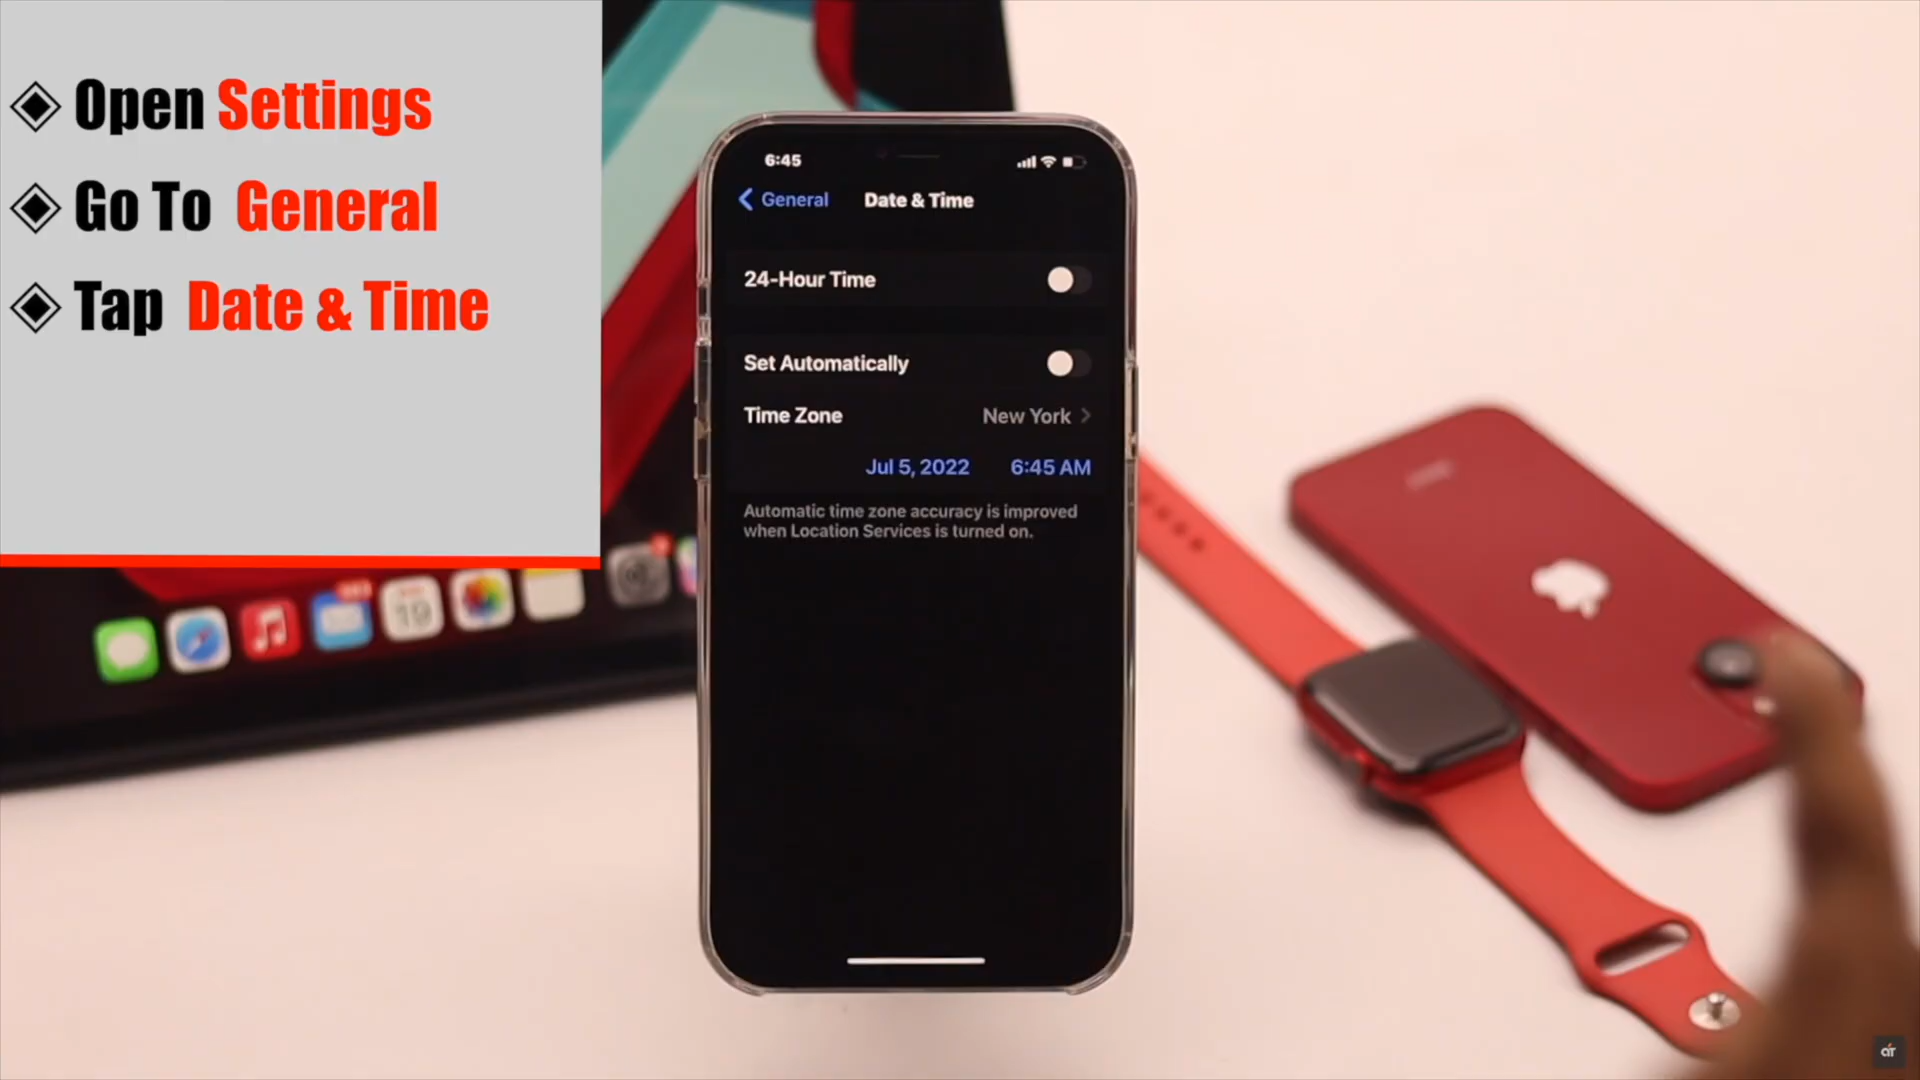 Open Settings
Go To General
Tap Date & Time
6:45
General
Date & Time
24-Hour Time
Set Automatically
Time Zone
New York
Jul 5, 2022
6:45 AM
Automatic time zone accuracy is improved
when Location Services is turned on.
19